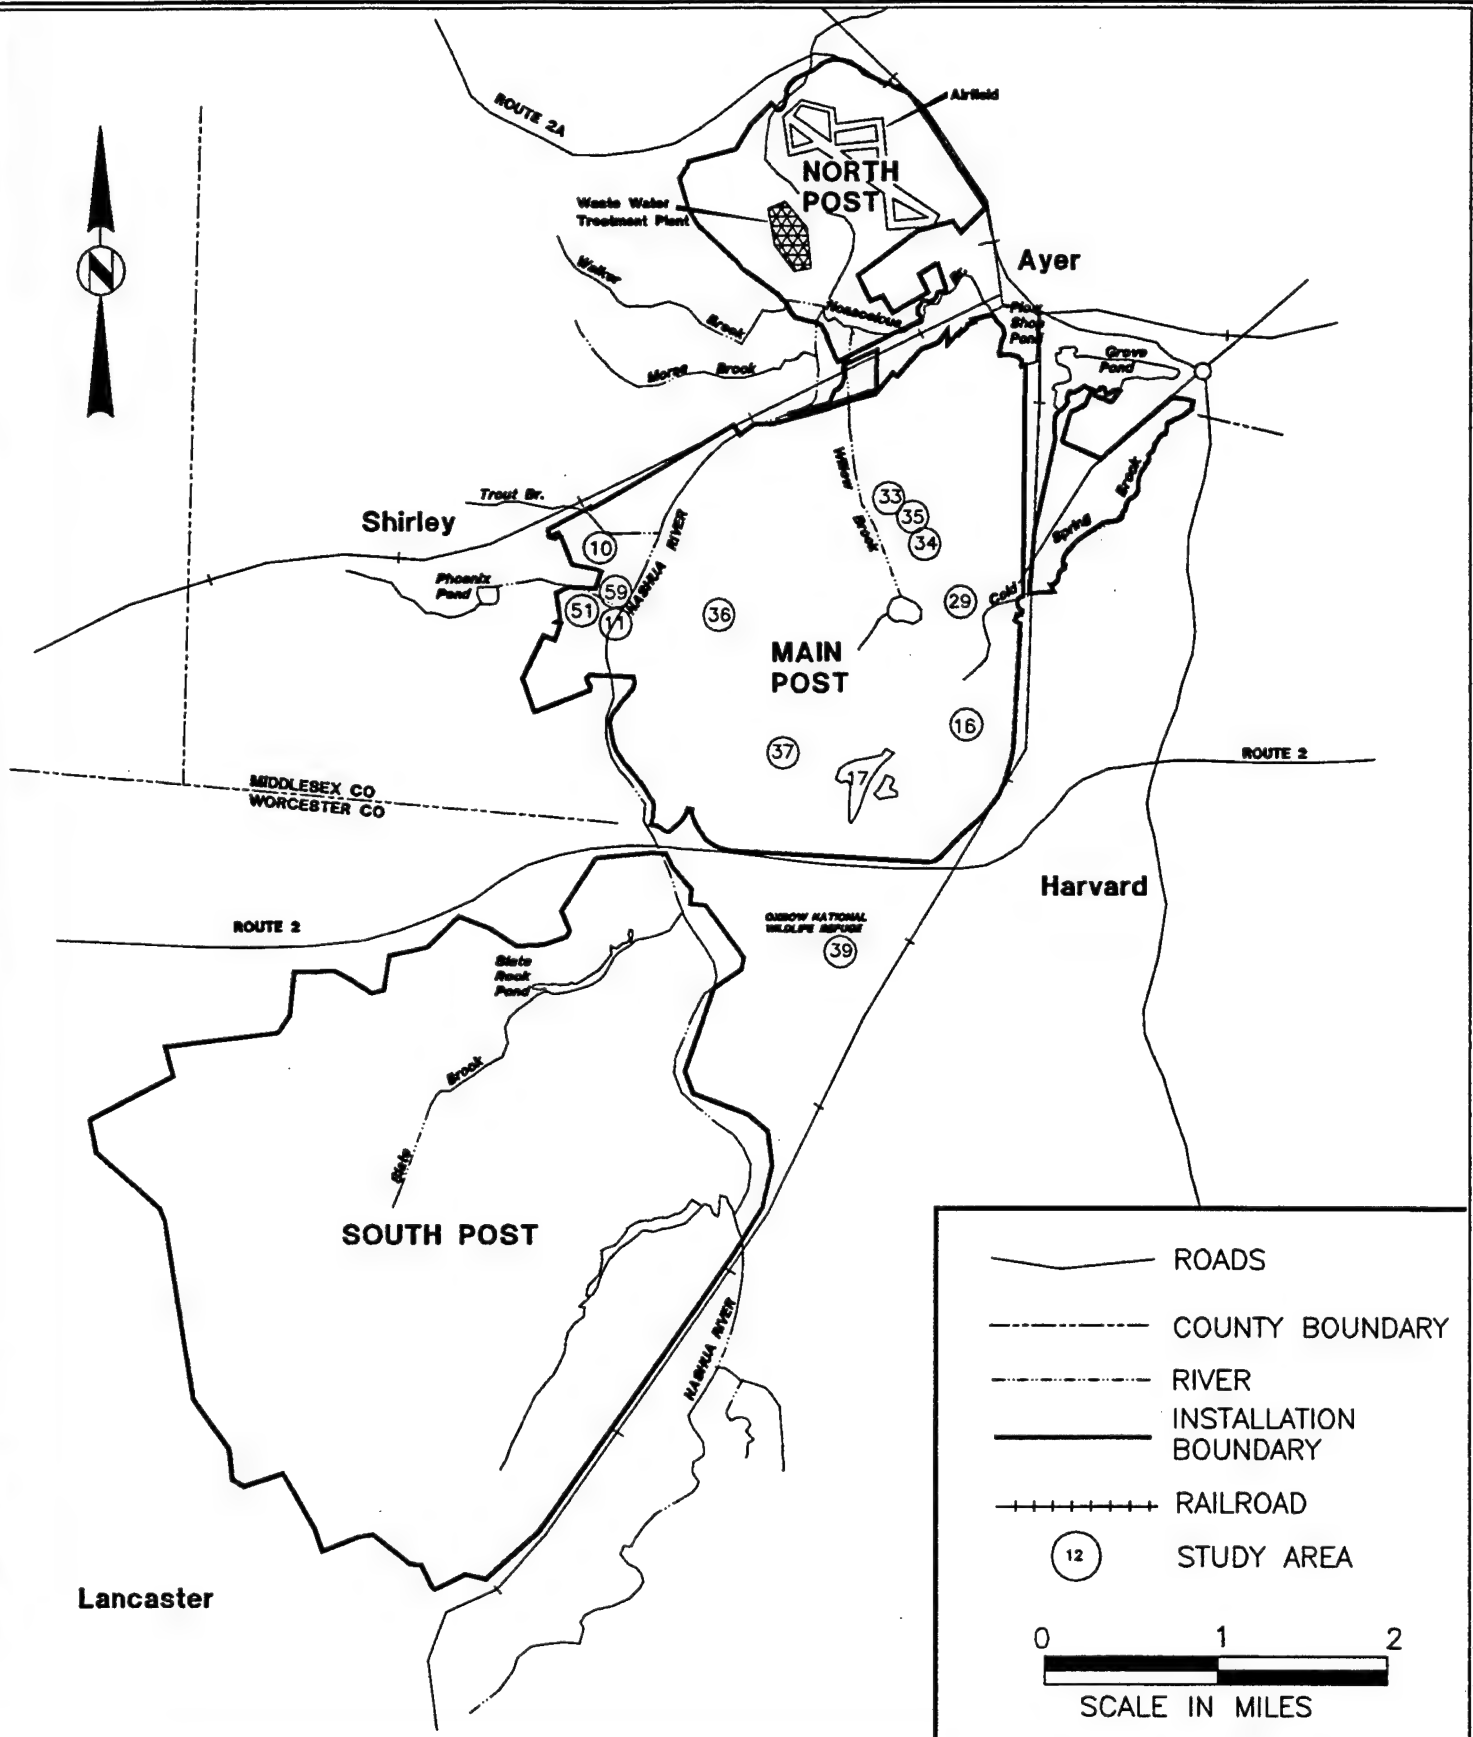 ROUTE 2A
Airfield
NORTH
POST
Waste Water
Treatment Plant
Walker
Brook
Ayer
Nonacoicus
Br.
Plow
Shop
Pond
Grove
Pond
Morse Brook
Willow
Brook
Trout Br.
Shirley
NASHUA RIVER
33
35
34
10
Phoenix
Pond
59
51
11
36
29
Cold
Spring
Brook
MAIN
POST
16
37
17
ROUTE 2
MIDDLESEX CO
WORCESTER CO
Harvard
ROUTE 2
OXBOW NATIONAL
WILDLIFE REFUGE
39
Slate
Rock
Pond
Brook
Slate
SOUTH POST
NASHUA RIVER
Lancaster
ROADS
COUNTY BOUNDARY
RIVER
INSTALLATION
BOUNDARY
RAILROAD
12
STUDY AREA
0 1 2
SCALE IN MILES